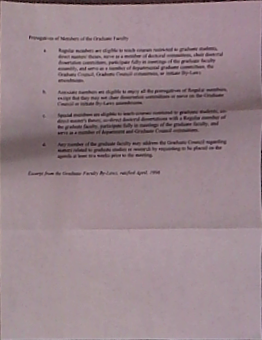 Prerogatives of Members of the Graduate Faculty
a. Regular members are eligible to teach courses restricted to graduate students,
direct masters' theses, serve as a member of doctoral committees, chair doctoral
dissertation committees, participate fully in meetings of the graduate faculty
assembly, and serve as a member of departmental graduate committees, the
Graduate Council, Graduate Council committees, or initiate By-Laws
amendments.
b. Associate members are eligible to enjoy all the prerogatives of Regular members,
except that they may not chair dissertation committees or serve on the Graduate
Council or initiate By-Laws amendments.
c. Special members are eligible to teach courses restricted to graduate students, co-
direct master's theses, co-direct doctoral dissertations with a Regular member of
the graduate faculty, participate fully in meetings of the graduate faculty, and
serve as a member of department and Graduate Council committees.
d. Any member of the graduate faculty may address the Graduate Council regarding
matters related to graduate studies or research by requesting to be placed on the
agenda at least two weeks prior to the meeting.
Excerpt from the Graduate Faculty By-Laws, ratified April, 1998